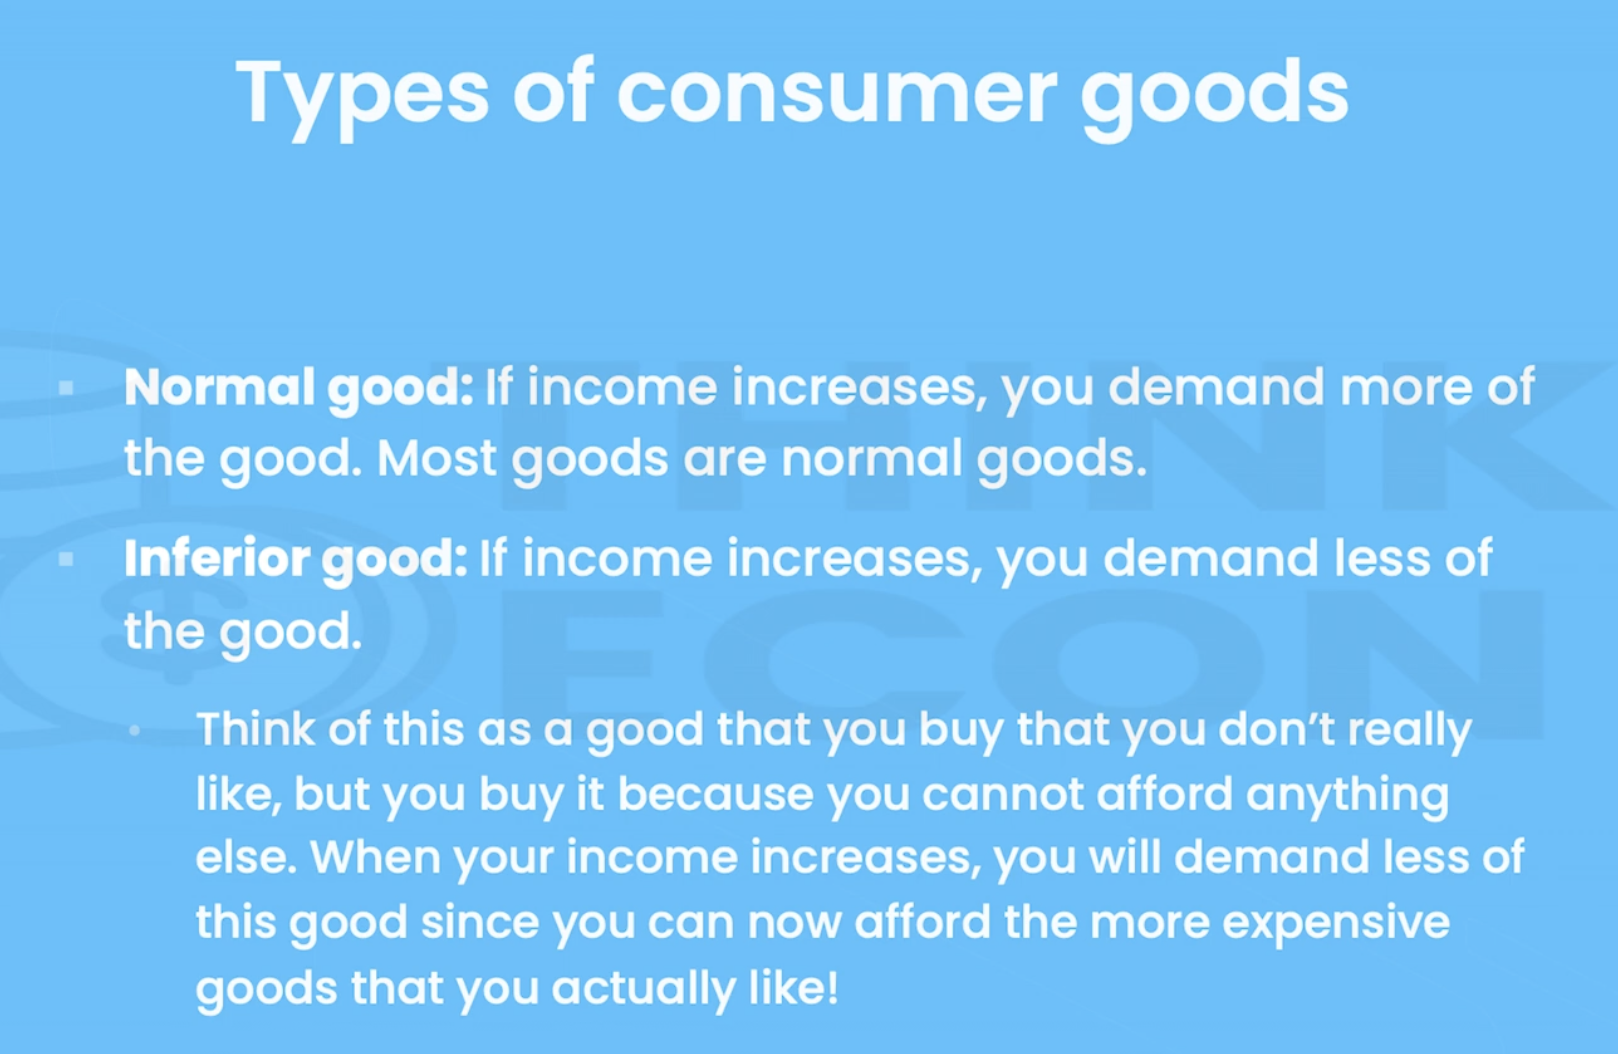 Types of consumer goods
Normal good: If income increases, you demand more of
the good. Most goods are normal goods.
Inferior good: If income increases, you demand less of
the good.
Think of this as a good that you buy that you don’t really
like, but you buy it because you cannot afford anything
else. When your income increases, you will demand less of
this good since you can now afford the more expensive
goods that you actually like!
THINK
ECON
$